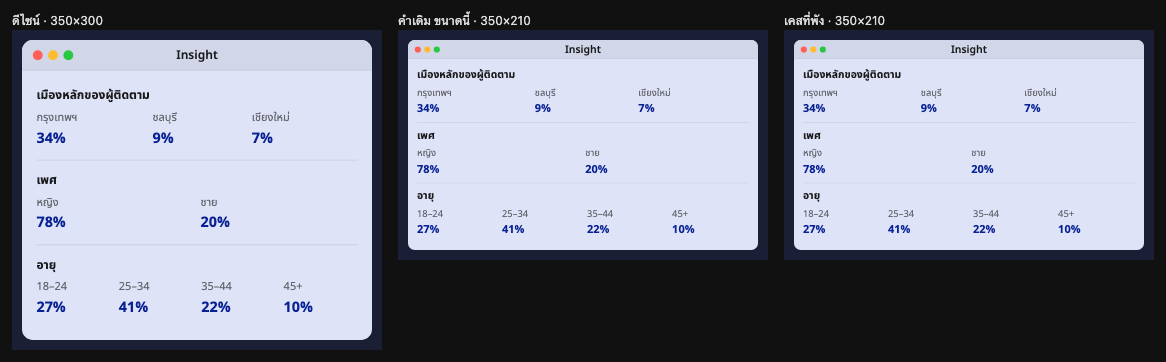 ดีไซน์ · 350×300
Insight
เมืองหลักของผู้ติดตาม
กรุงเทพฯ ชลบุรี เชียงใหม่
34% 9% 7%
เพศ
หญิง ชาย
78% 20%
อายุ
18–24 25–34 35–44 45+
27% 41% 22% 10%
คำเดิม ขนาดนี้ · 350×210
Insight
เมืองหลักของผู้ติดตาม
กรุงเทพฯ ชลบุรี เชียงใหม่
34% 9% 7%
เพศ
หญิง ชาย
78% 20%
อายุ
18–24 25–34 35–44 45+
27% 41% 22% 10%
เคสที่พัง · 350×210
Insight
เมืองหลักของผู้ติดตาม
กรุงเทพฯ ชลบุรี เชียงใหม่
34% 9% 7%
เพศ
หญิง ชาย
78% 20%
อายุ
18–24 25–34 35–44 45+
27% 41% 22% 10%